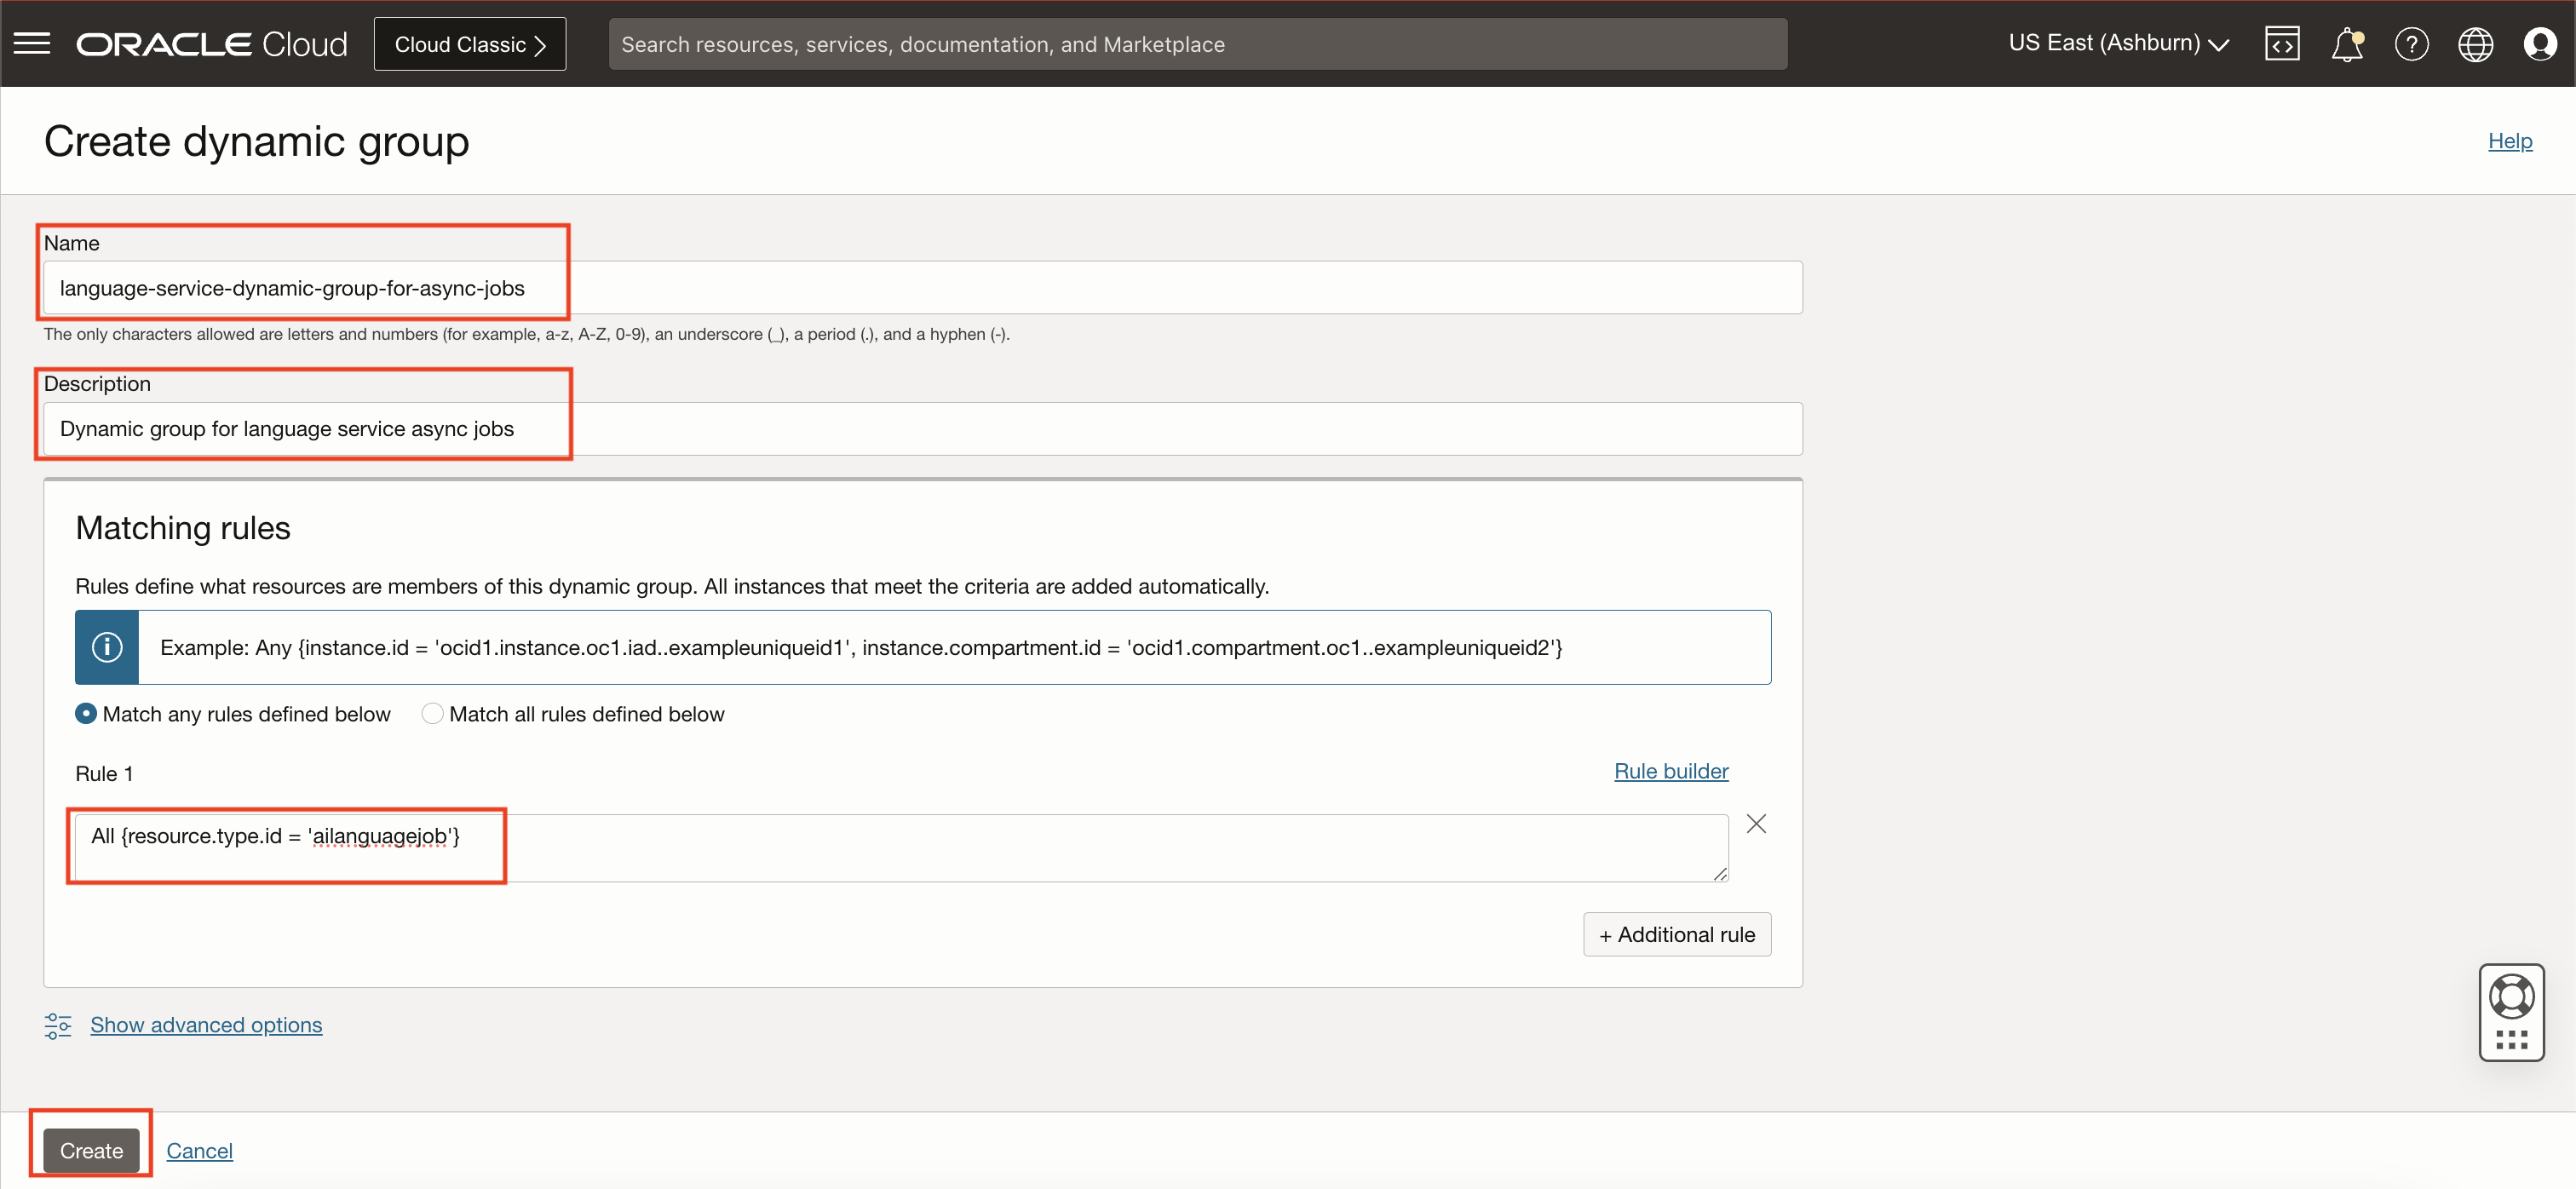 ORACLE Cloud
Cloud Classic
Search resources, services, documentation, and Marketplace
US East (Ashburn)
Create dynamic group
Help
Name
language-service-dynamic-group-for-async-jobs
The only characters allowed are letters and numbers (for example, a-z, A-Z, 0-9), an underscore (_), a period (.), and a hyphen (-).
Description
Dynamic group for language service async jobs
Matching rules
Rules define what resources are members of this dynamic group. All instances that meet the criteria are added automatically.
Example: Any {instance.id = 'ocid1.instance.oc1.iad..exampleuniqueid1', instance.compartment.id = 'ocid1.compartment.oc1..exampleuniqueid2'}
Match any rules defined below
Match all rules defined below
Rule 1
Rule builder
All {resource.type.id = 'ailanguagejob'}
+ Additional rule
Show advanced options
Create
Cancel